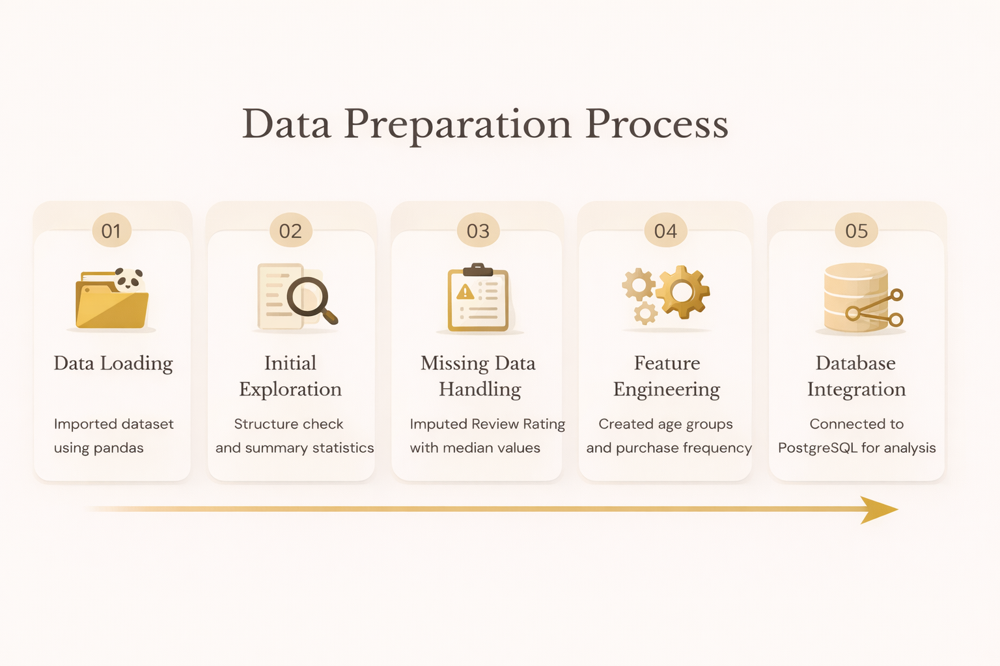 Data Preparation Process
01
Data Loading
Imported dataset
using pandas
02
Initial
Exploration
Structure check
and summary statistics
03
Missing Data
Handling
Imputed Review Rating
with median values
04
Feature
Engineering
Created age groups
and purchase frequency
05
Database
Integration
Connected to
PostgreSQL for analysis